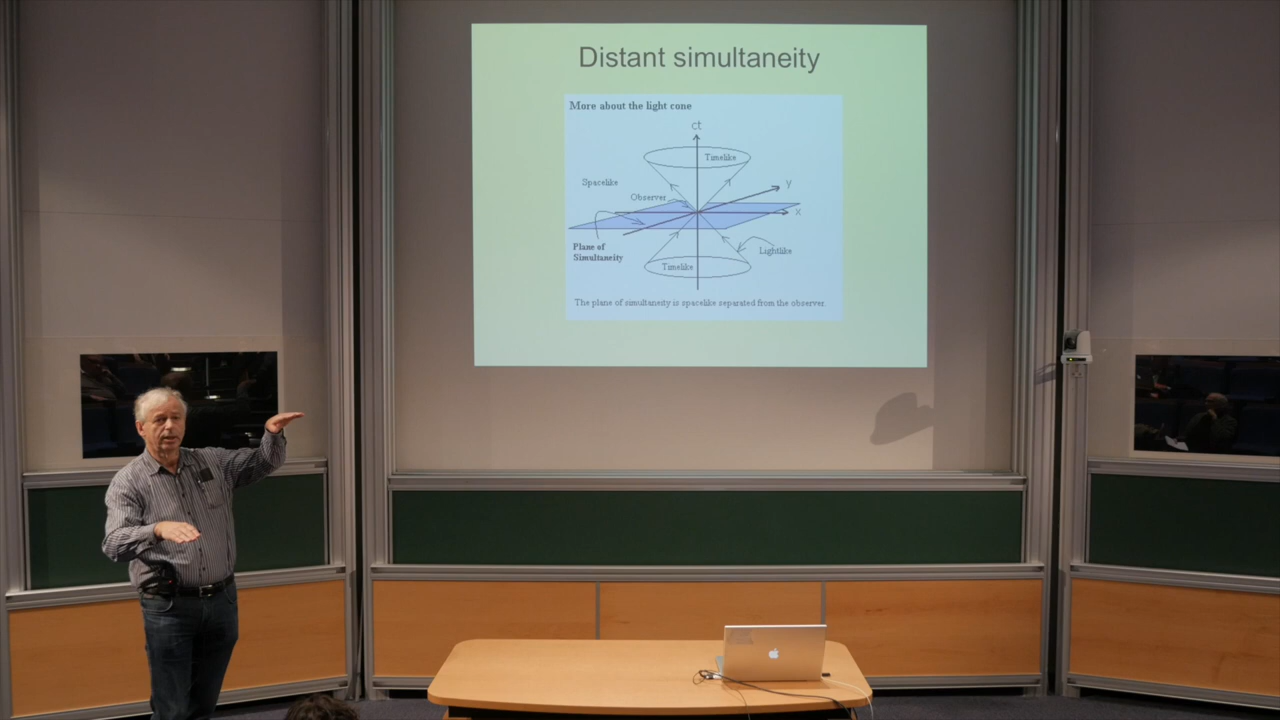 Distant simultaneity
More about the light cone
ct
Timelike
Spacelike
y
Observer
x
Plane of
Simultaneity
Lightlike
Timelike
The plane of simultaneity is spacelike separated from the observer.